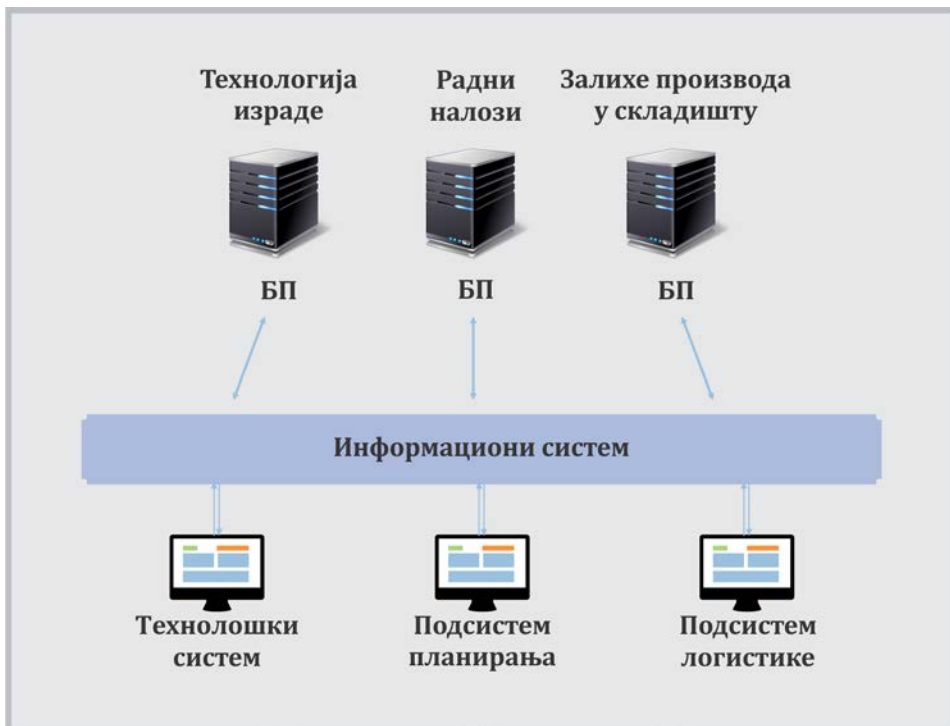 Технологија
израде
Радни
налози
Залихе производа
у складишту
БП
БП
БП
Информациони систем
Технолошки
систем
Подсистем
планирања
Подсистем
логистике